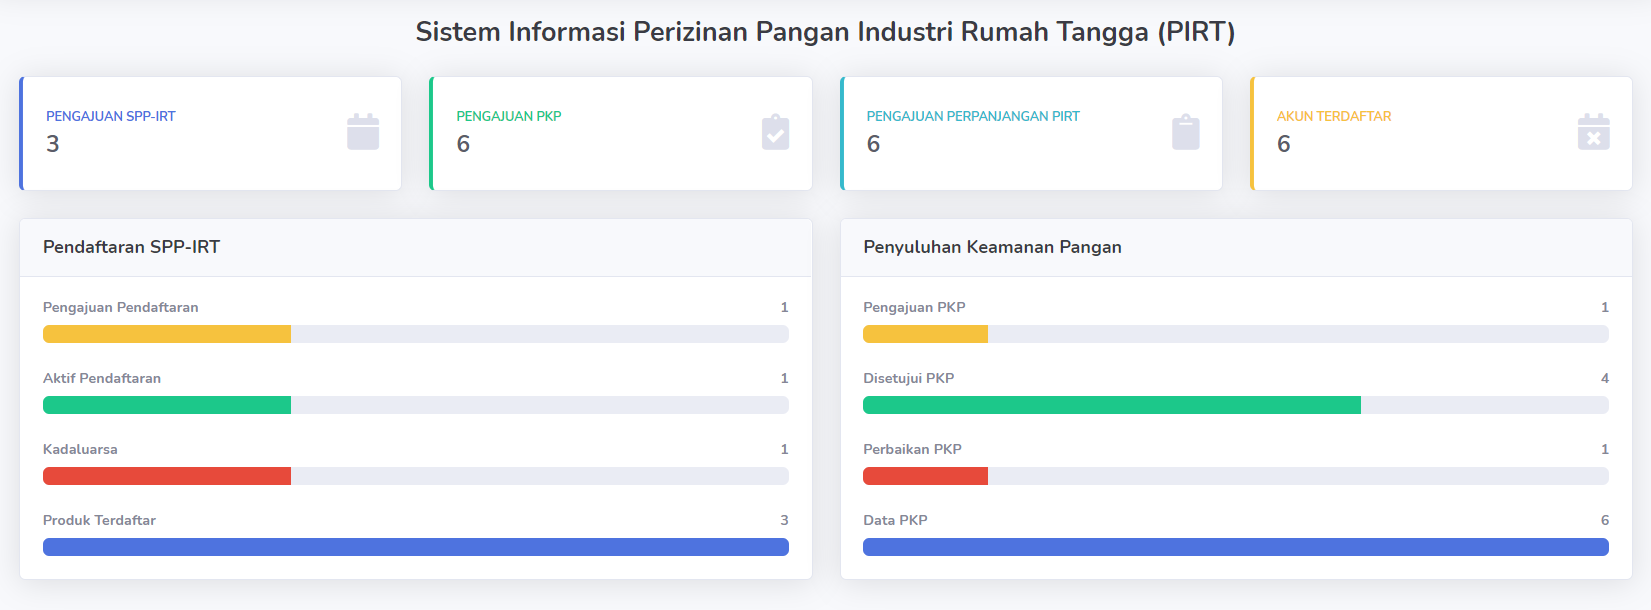 Sistem Informasi Perizinan Pangan Industri Rumah Tangga (PIRT)
PENGAJUAN SPP-IRT
3
PENGAJUAN PKP
6
PENGAJUAN PERPANJANGAN PIRT
6
AKUN TERDAFTAR
6
Pendaftaran SPP-IRT
Pengajuan Pendaftaran 1
Aktif Pendaftaran 1
Kadaluarsa 1
Produk Terdaftar 3
Penyuluhan Keamanan Pangan
Pengajuan PKP 1
Disetujui PKP 4
Perbaikan PKP 1
Data PKP 6